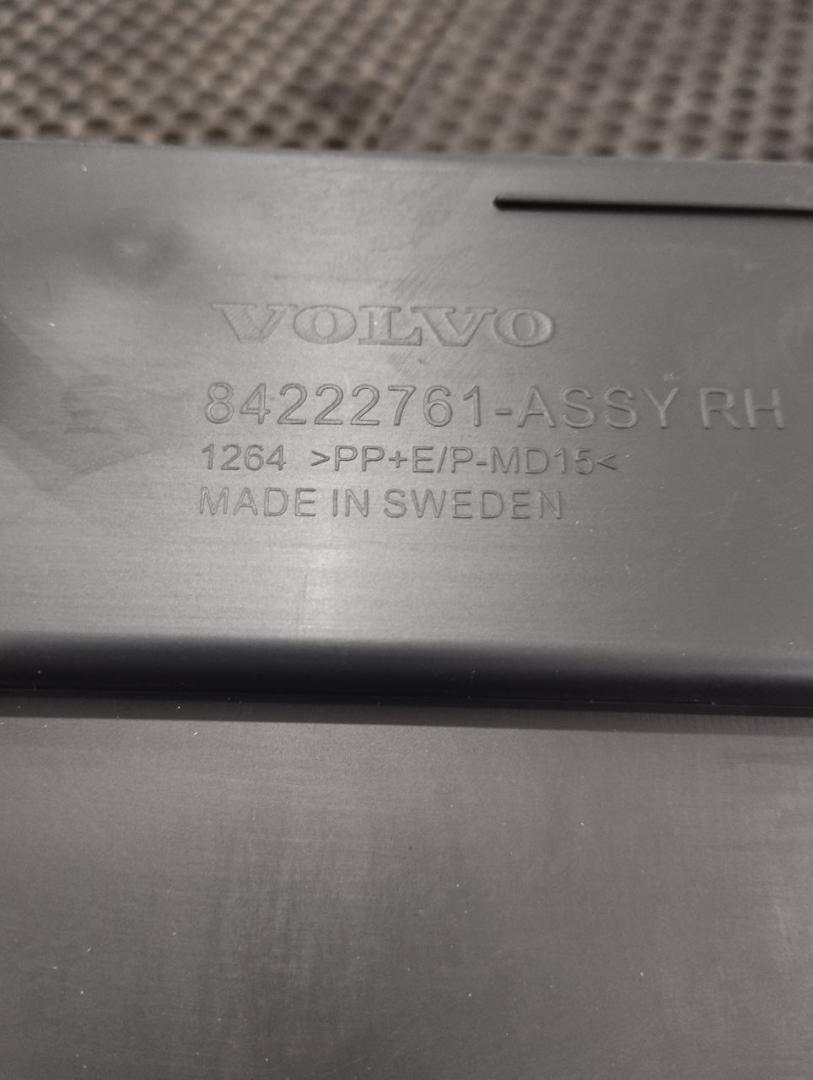 VOLVO
84222761-ASSY RH
1264 >PP+E/P-MD15<
MADE IN SWEDEN